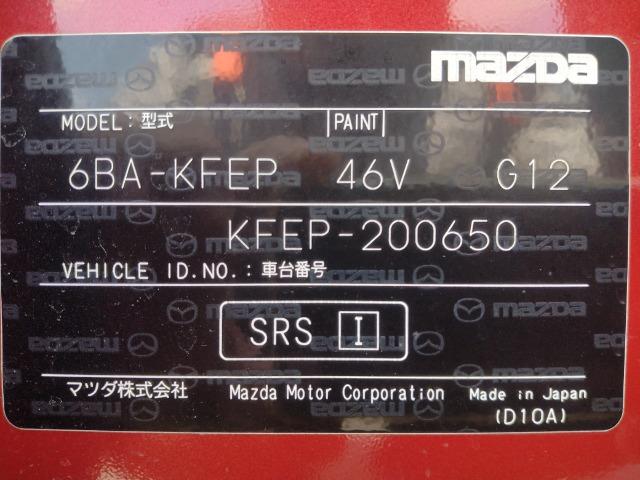 mazda
MODEL: 型式 PAINT
6BA-KFEP 46V G12
KFEP-200650
VEHICLE ID.NO.: 車台番号
SRS I
マツダ株式会社 Mazda Motor Corporation Made in Japan
(D10A)